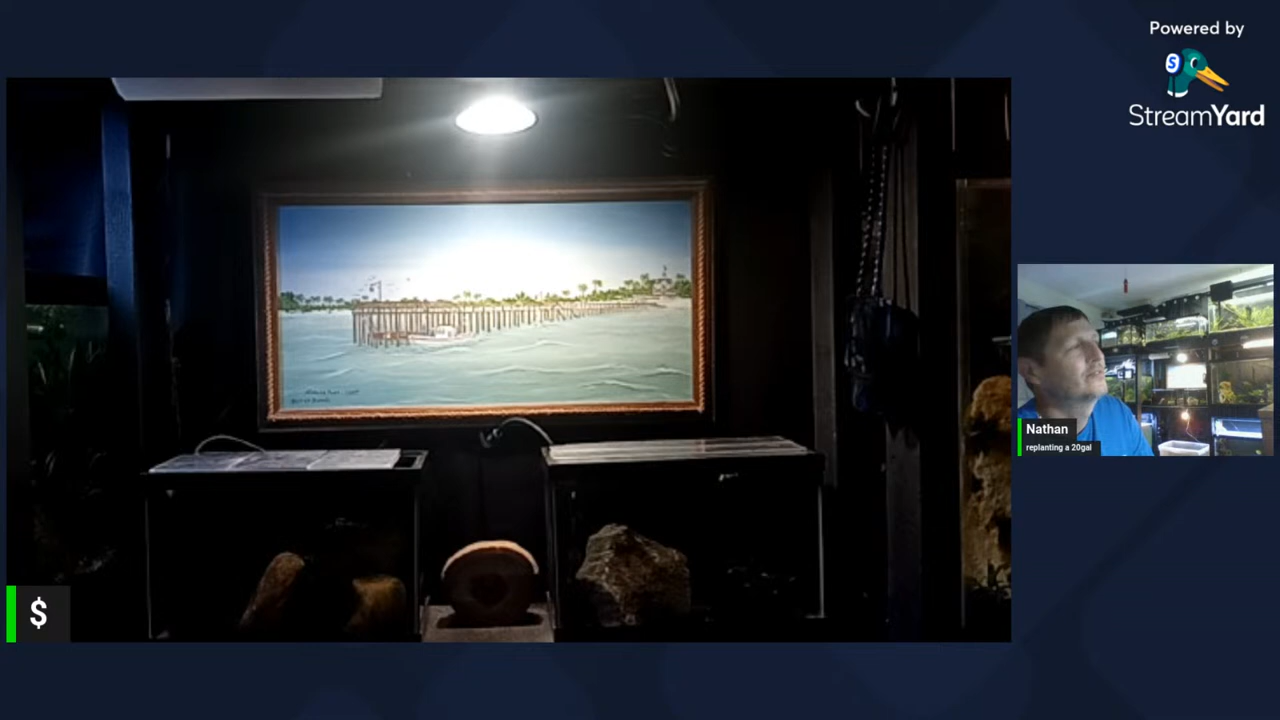 Powered by
StreamYard
Nathan
replanting a 20gal
$